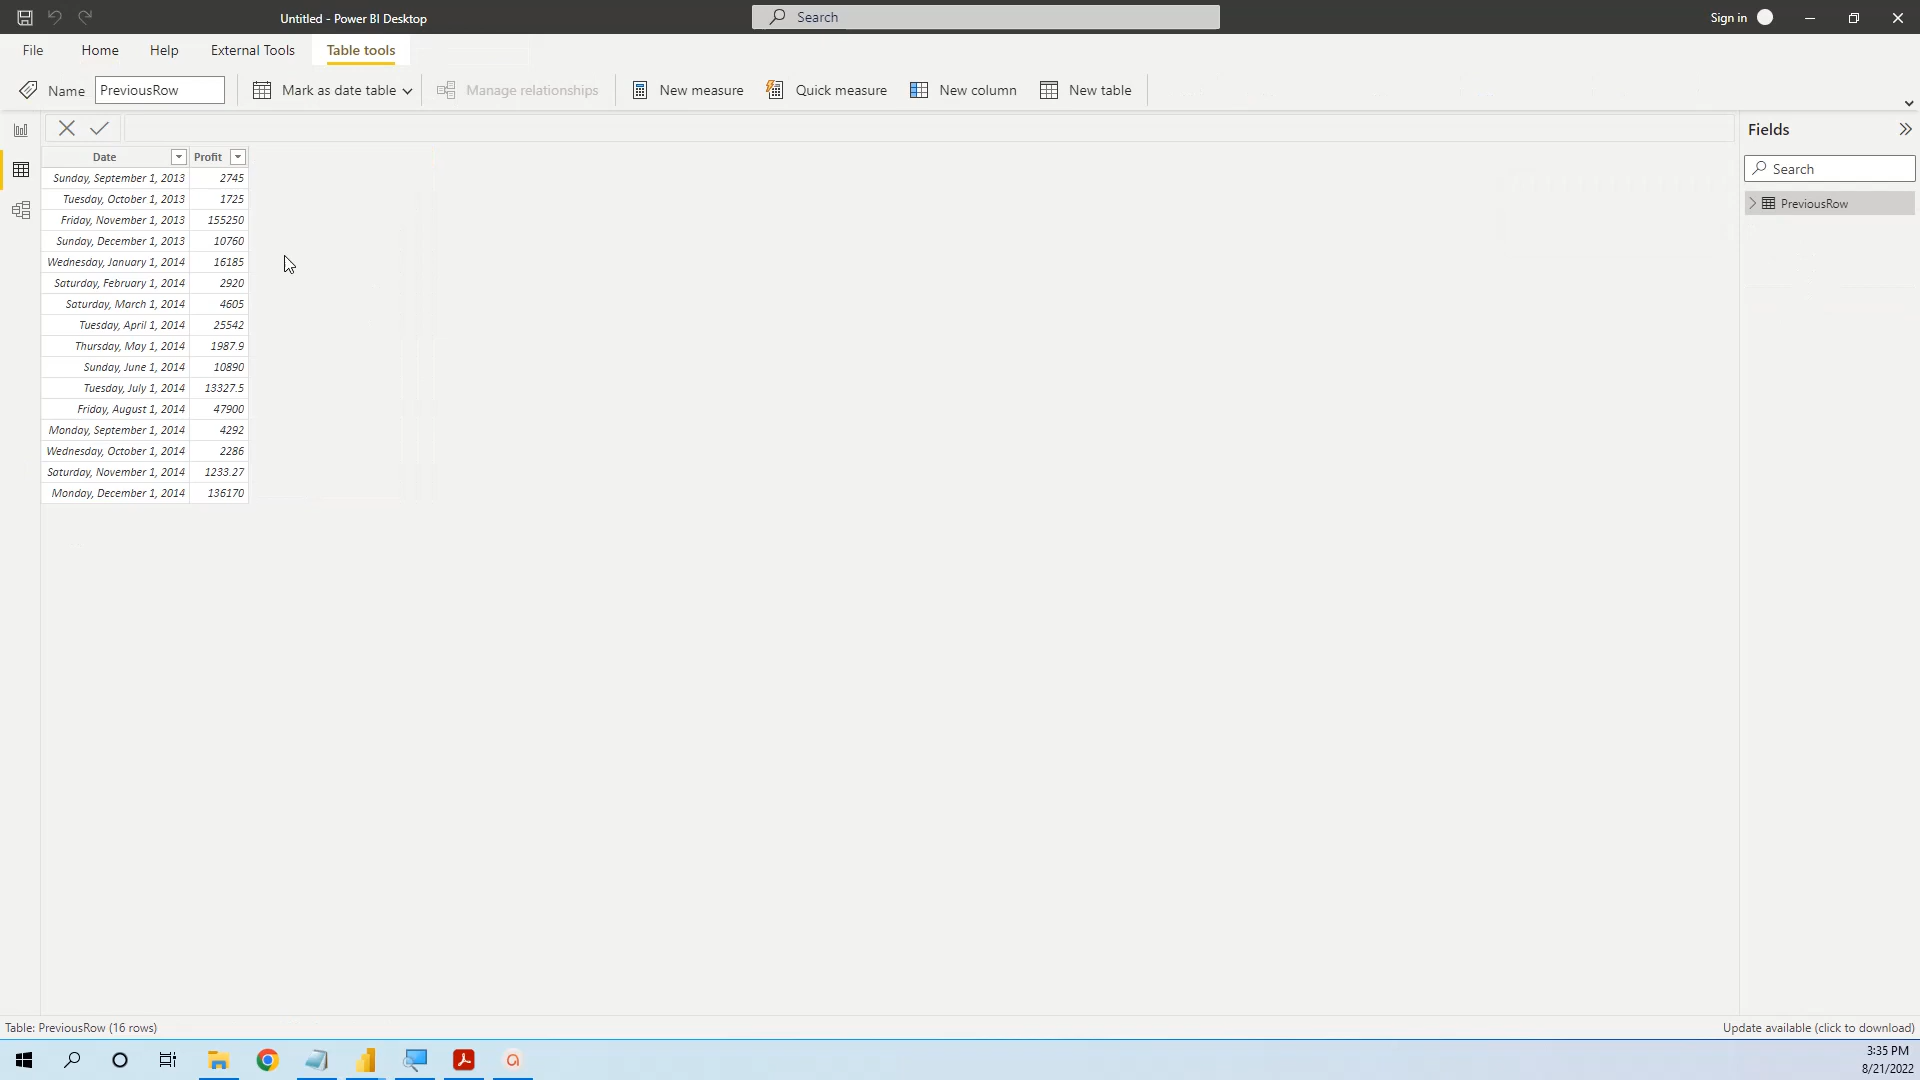 Untitled - Power BI Desktop
Search
Sign in
File Home Help External Tools Table tools
Name PreviousRow Mark as date table Manage relationships New measure Quick measure New column New table
Fields
Search
PreviousRow
Date Profit
Sunday, September 1, 2013 2745
Tuesday, October 1, 2013 1725
Friday, November 1, 2013 155250
Sunday, December 1, 2013 10760
Wednesday, January 1, 2014 16185
Saturday, February 1, 2014 2920
Saturday, March 1, 2014 4605
Tuesday, April 1, 2014 25542
Thursday, May 1, 2014 1987.9
Sunday, June 1, 2014 10890
Tuesday, July 1, 2014 13327.5
Friday, August 1, 2014 47900
Monday, September 1, 2014 4292
Wednesday, October 1, 2014 2286
Saturday, November 1, 2014 1233.27
Monday, December 1, 2014 136170
Table: PreviousRow (16 rows)
Update available (click to download)
3:35 PM
8/21/2022